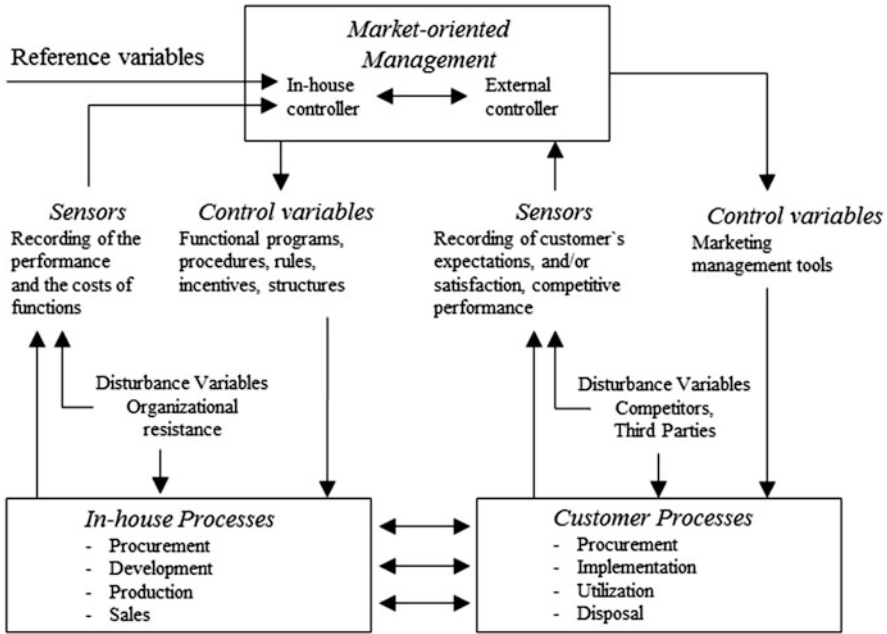 Market-oriented
Management
Reference variables
In-house
controller
External
controller
Sensors
Recording of the
performance
and the costs of
functions
Control variables
Functional programs,
procedures, rules,
incentives, structures
Sensors
Recording of customer`s
expectations, and/or
satisfaction, competitive
performance
Control variables
Marketing
management tools
Disturbance Variables
Organizational
resistance
Disturbance Variables
Competitors,
Third Parties
In-house Processes
- Procurement
- Development
- Production
- Sales
Customer Processes
- Procurement
- Implementation
- Utilization
- Disposal